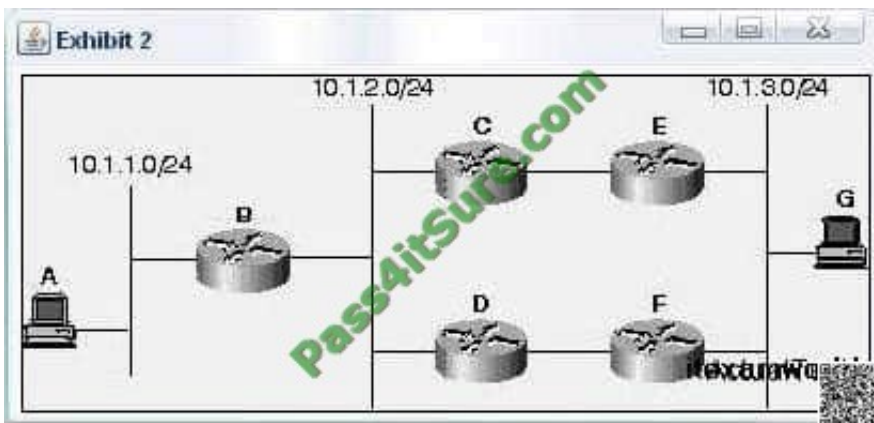 Exhibit 2
10.1.2.0/24
10.1.3.0/24
C
E
10.1.1.0/24
G
B
A
D
F
Pass4itSure.com